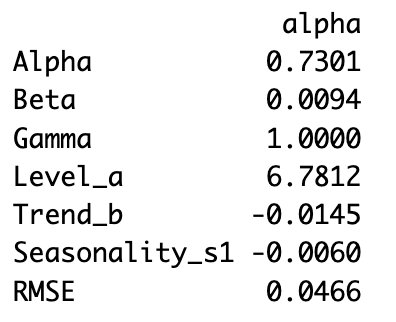 alpha
Alpha 0.7301
Beta 0.0094
Gamma 1.0000
Level_a 6.7812
Trend_b -0.0145
Seasonality_s1 -0.0060
RMSE 0.0466